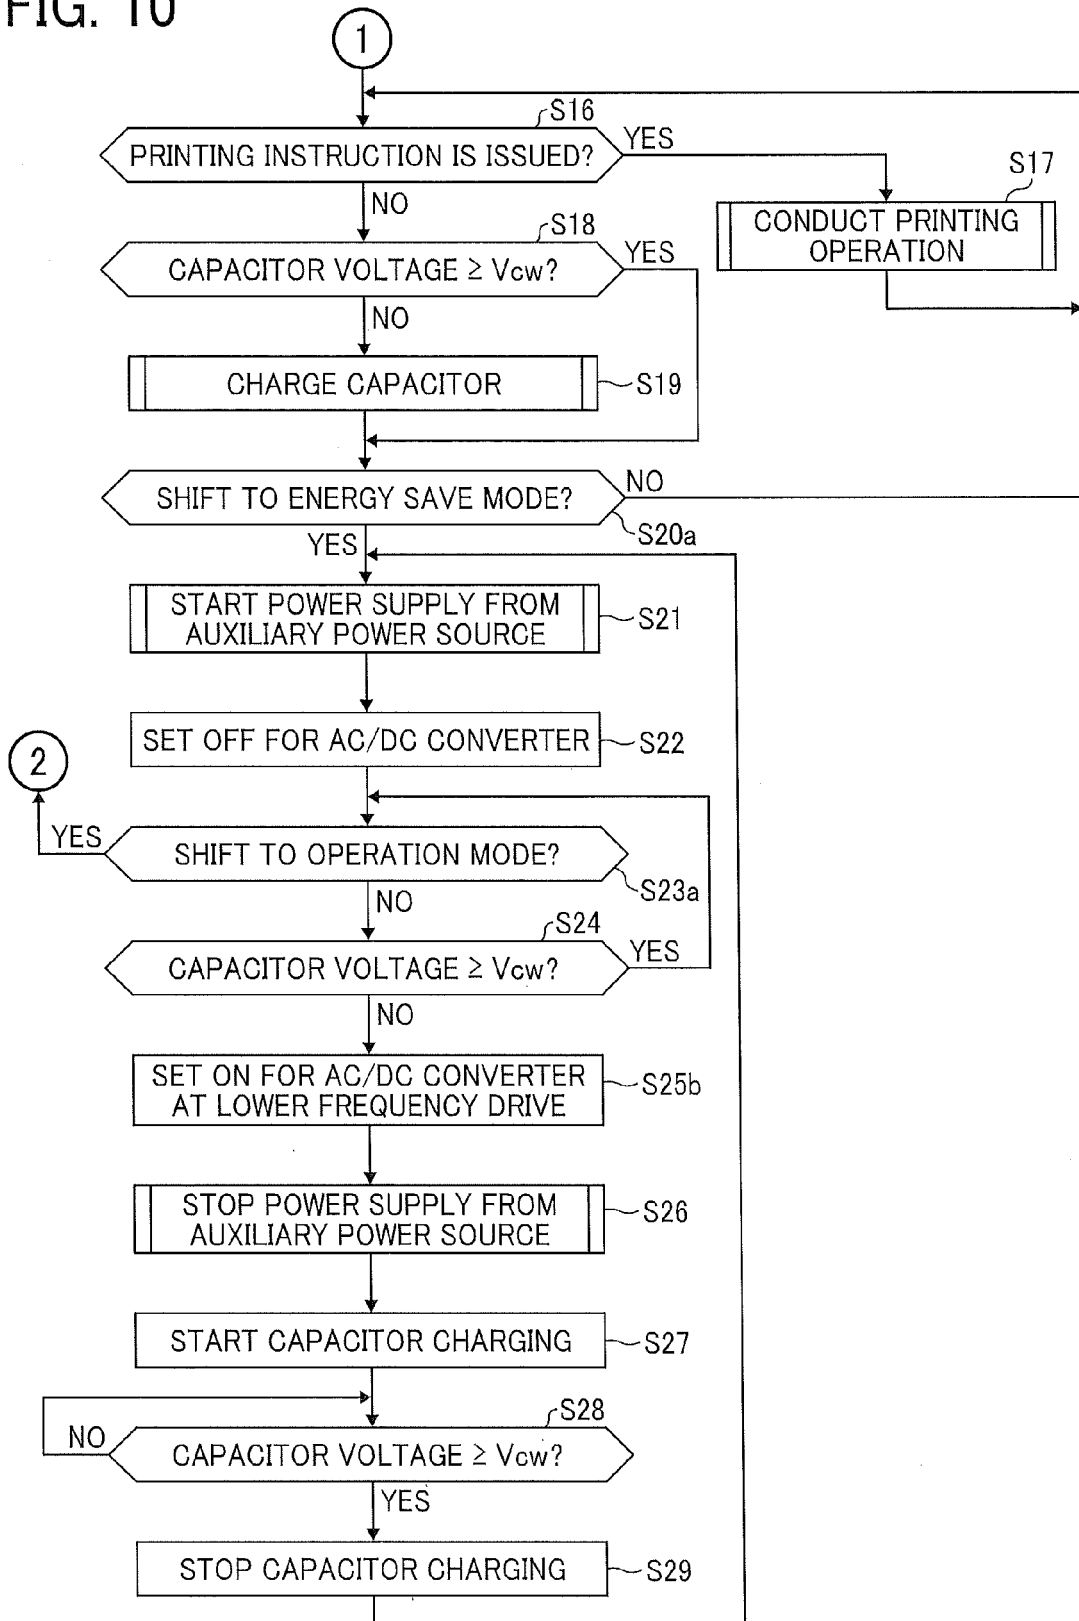 FIG. 10
1
S16
PRINTING INSTRUCTION IS ISSUED?
YES
NO
S17
CONDUCT PRINTING
OPERATION
S18
CAPACITOR VOLTAGE ≥ Vcw?
YES
NO
CHARGE CAPACITOR
S19
SHIFT TO ENERGY SAVE MODE?
NO
S20a
YES
START POWER SUPPLY FROM
AUXILIARY POWER SOURCE
S21
SET OFF FOR AC/DC CONVERTER
S22
2
YES
SHIFT TO OPERATION MODE?
S23a
NO
S24
CAPACITOR VOLTAGE ≥ Vcw?
YES
NO
SET ON FOR AC/DC CONVERTER
AT LOWER FREQUENCY DRIVE
S25b
STOP POWER SUPPLY FROM
AUXILIARY POWER SOURCE
S26
START CAPACITOR CHARGING
S27
S28
NO
CAPACITOR VOLTAGE ≥ Vcw?
YES
STOP CAPACITOR CHARGING
S29